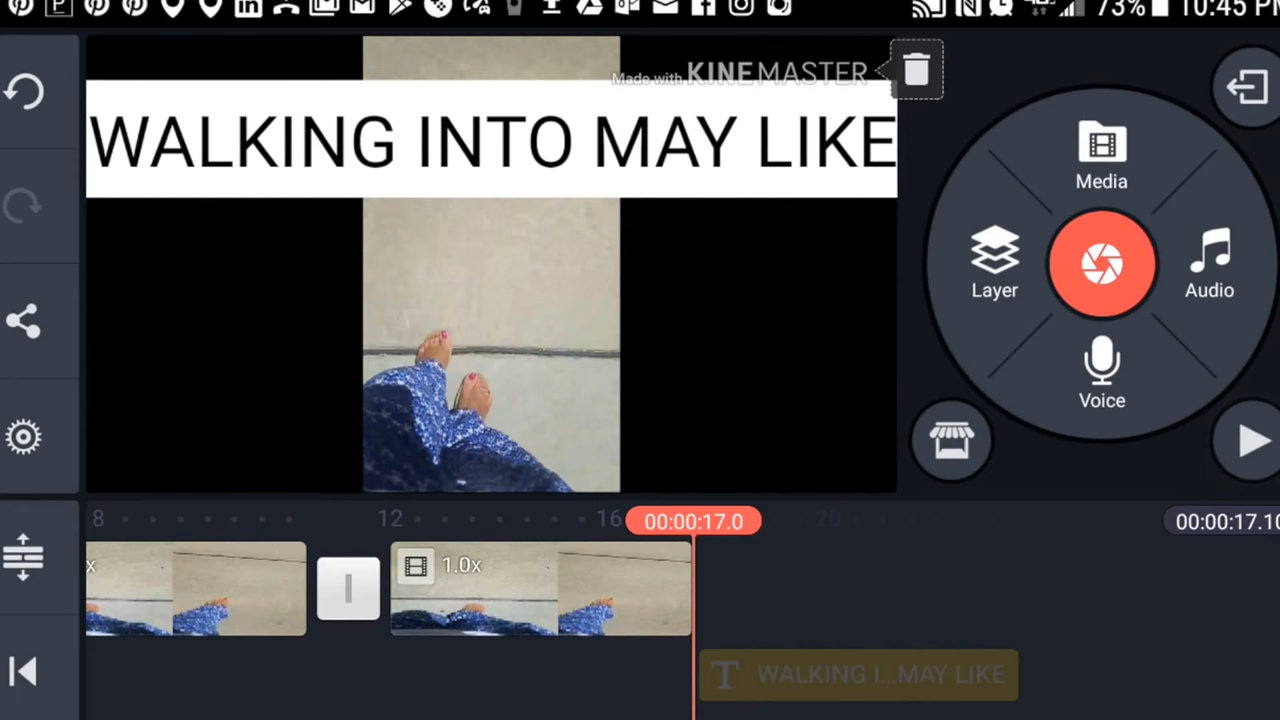 73% 10:45 PM
Made with KINEMASTER
WALKING INTO MAY LIKE
Media
Layer
Audio
Voice
8 12 16 00:00:17.0 20 00:00:17.10
x 1.0x
T WALKING I...MAY LIKE